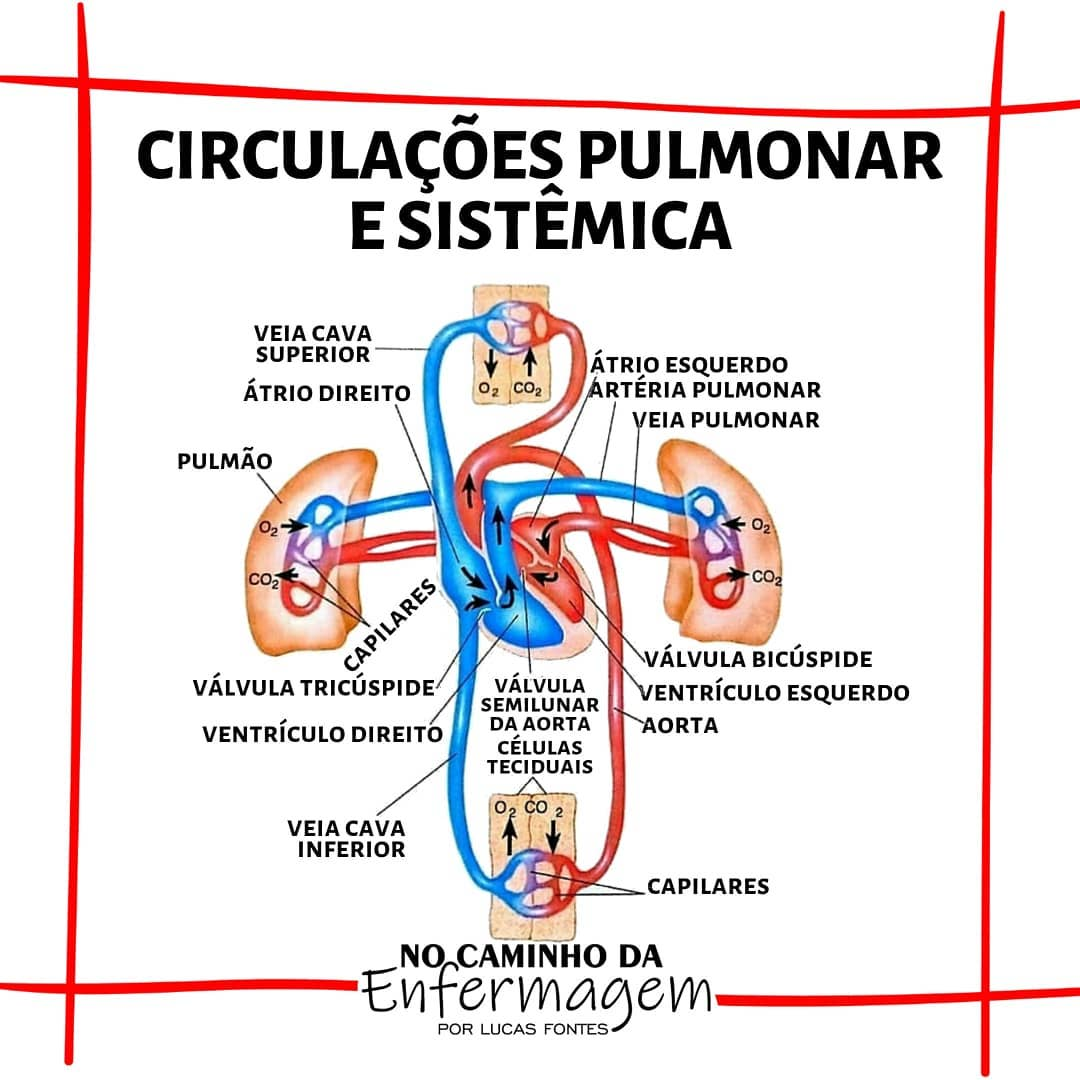 CIRCULAÇÕES PULMONAR
E SISTÊMICA
VEIA CAVA
SUPERIOR
ÁTRIO DIREITO
PULMÃO
O2 CO2
ÁTRIO ESQUERDO
ARTÉRIA PULMONAR
VEIA PULMONAR
O2
CO2
O2
CO2
CAPILARES
VÁLVULA TRICÚSPIDE
VENTRÍCULO DIREITO
VÁLVULA
SEMILUNAR
DA AORTA
CÉLULAS
TECIDUAIS
VÁLVULA BICÚSPIDE
VENTRÍCULO ESQUERDO
AORTA
VEIA CAVA
INFERIOR
O2 CO2
CAPILARES
NO CAMINHO DA
Enfermagem
POR LUCAS FONTES